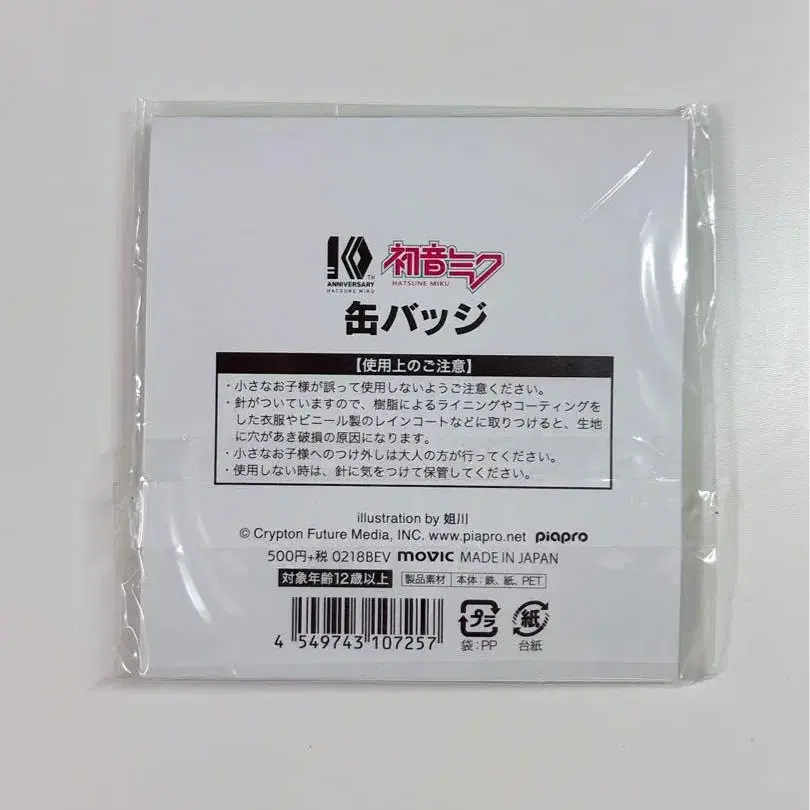 10TH
ANNIVERSARY
HATSUNE MIKU
初音ミク
HATSUNE MIKU
缶バッジ
【使用上のご注意】
・小さなお子様が誤って使用しないようご注意ください。
・針がついていますので、樹脂によるライニングやコーティングを
した衣服やビニール製のレインコートなどに取りつけると、生地
に穴があき破損の原因になります。
・小さなお子様へのつけ外しは大人の方が行ってください。
・使用しない時は、針に気をつけて保管してください。
illustration by 姐川
© Crypton Future Media, INC. www.piapro.net piapro
500円+税 0218BEV movic MADE IN JAPAN
対象年齢12歳以上 製品素材 本体:鉄、紙、PET
4 549743 107257
プラ 紙
袋:PP 台紙